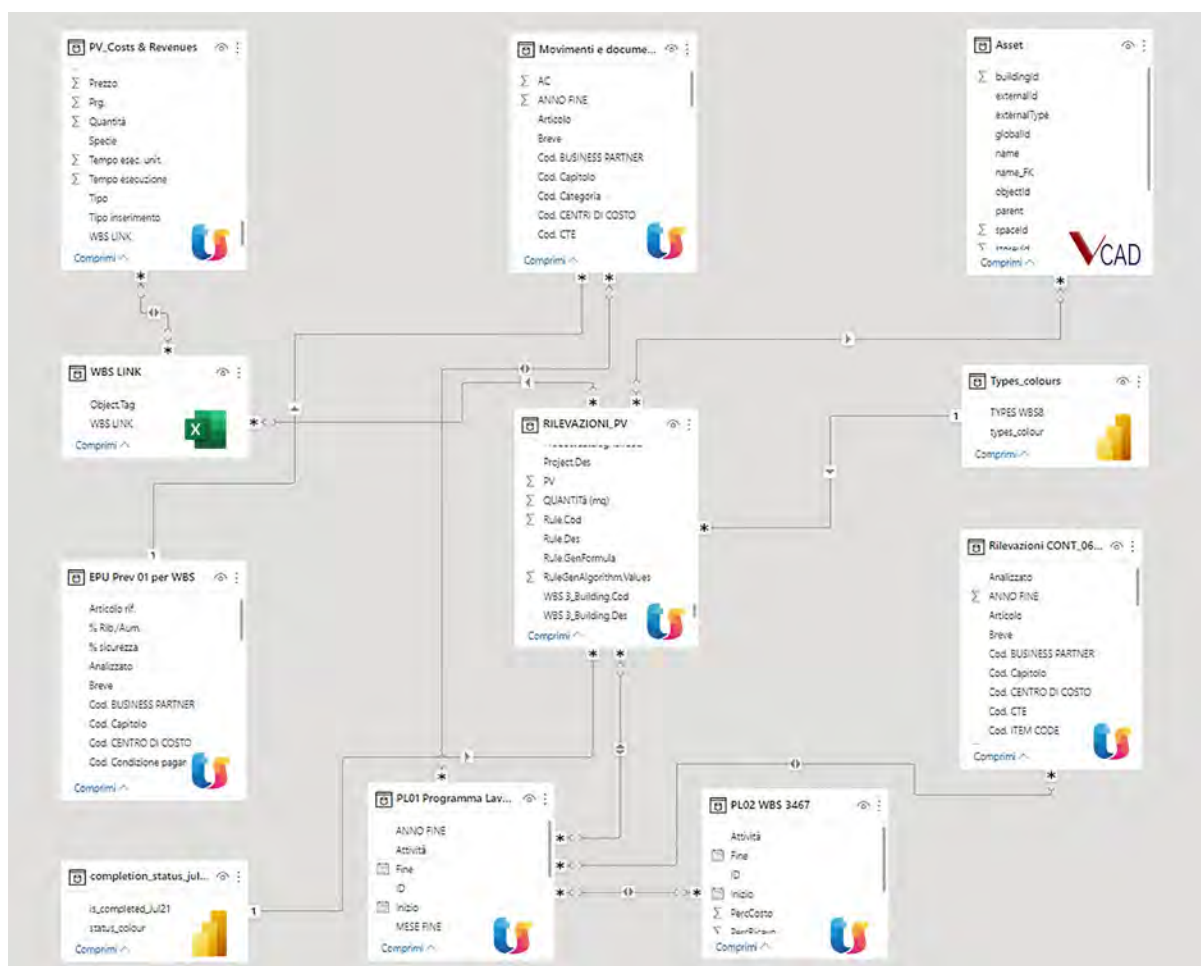 PV_Costs & Revenues
Prezzo
Prg.
Quantità
Specie
Tempo esec. unit.
Tempo esecuzione
Tipo
Tipo inserimento
WBS LINK
Comprimi
Movimenti e docume...
AC
ANNO FINE
Articolo
Breve
Cod. BUSINESS PARTNER
Cod. Capitolo
Cod. Categoria
Cod. CENTRI DI COSTO
Cod. CTE
Comprimi
Asset
buildingId
externalId
externalType
globalId
name
name_FK
objectId
parent
spaceId
Comprimi
VCAD
WBS LINK
Object.Tag
WBS LINK
Comprimi
X
RILEVAZIONI_PV
Project.Des
PV
QUANTITà (mq)
Rule.Cod
Rule.Des
Rule.GenFormula
RuleGenAlgorithm.Values
WBS 3_Building.Cod
WBS 3_Building.Des
Comprimi
Types_colours
TYPES WBS8
types_colour
Comprimi
1
*
EPU Prev 01 per WBS
Articolo rif.
% Rib./Aum.
% sicurezza
Analizzato
Breve
Cod. BUSINESS PARTNER
Cod. Capitolo
Cod. CENTRO DI COSTO
Cod. Condizione pagar
Comprimi
1
Rilevazioni CONT_06...
Analizzato
ANNO FINE
Articolo
Breve
Cod. BUSINESS PARTNER
Cod. Capitolo
Cod. CENTRO DI COSTO
Cod. CTE
Cod. ITEM CODE
Comprimi
completion_status_jul...
is_completed_Jul21
status_colour
Comprimi
1
PL01 Programma Lav...
ANNO FINE
Attività
Fine
ID
Inizio
MESE FINE
Comprimi
PL02 WBS 3467
Attività
Fine
ID
Inizio
PercCosto
PercRicavo
Comprimi